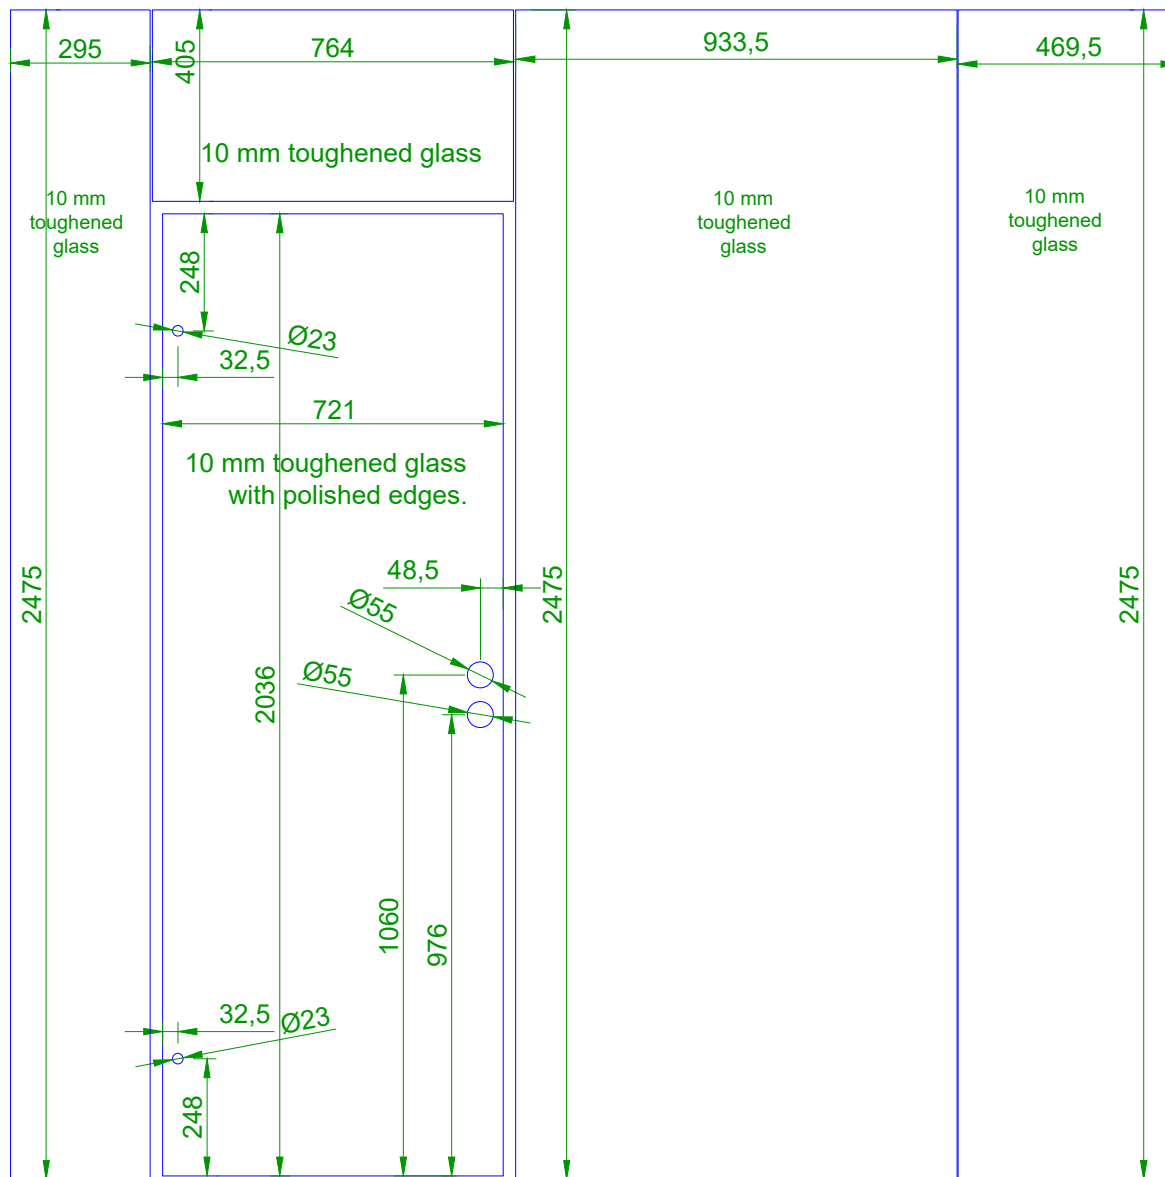 295
764
933,5
469,5
405
10 mm toughened glass
10 mm
toughened
glass
10 mm
toughened
glass
10 mm
toughened
glass
248
Ø23
32,5
721
10 mm toughened glass
with polished edges.
48,5
2475
2475
2475
Ø55
Ø55
2036
1060
976
32,5
Ø23
248